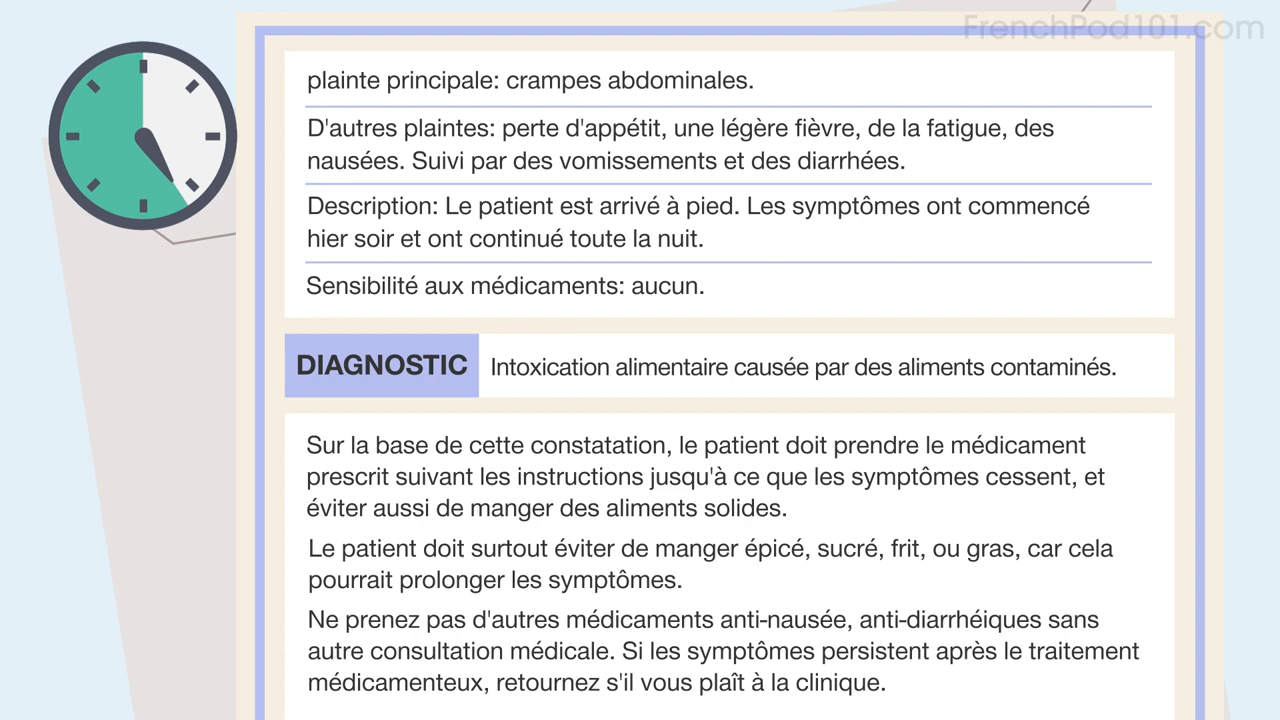 FrenchPod101.com
plainte principale: crampes abdominales.
D'autres plaintes: perte d'appétit, une légère fièvre, de la fatigue, des
nausées. Suivi par des vomissements et des diarrhées.
Description: Le patient est arrivé à pied. Les symptômes ont commencé
hier soir et ont continué toute la nuit.
Sensibilité aux médicaments: aucun.
DIAGNOSTIC Intoxication alimentaire causée par des aliments contaminés.
Sur la base de cette constatation, le patient doit prendre le médicament
prescrit suivant les instructions jusqu'à ce que les symptômes cessent, et
éviter aussi de manger des aliments solides.
Le patient doit surtout éviter de manger épicé, sucré, frit, ou gras, car cela
pourrait prolonger les symptômes.
Ne prenez pas d'autres médicaments anti-nausée, anti-diarrhéiques sans
autre consultation médicale. Si les symptômes persistent après le traitement
médicamenteux, retournez s'il vous plaît à la clinique.